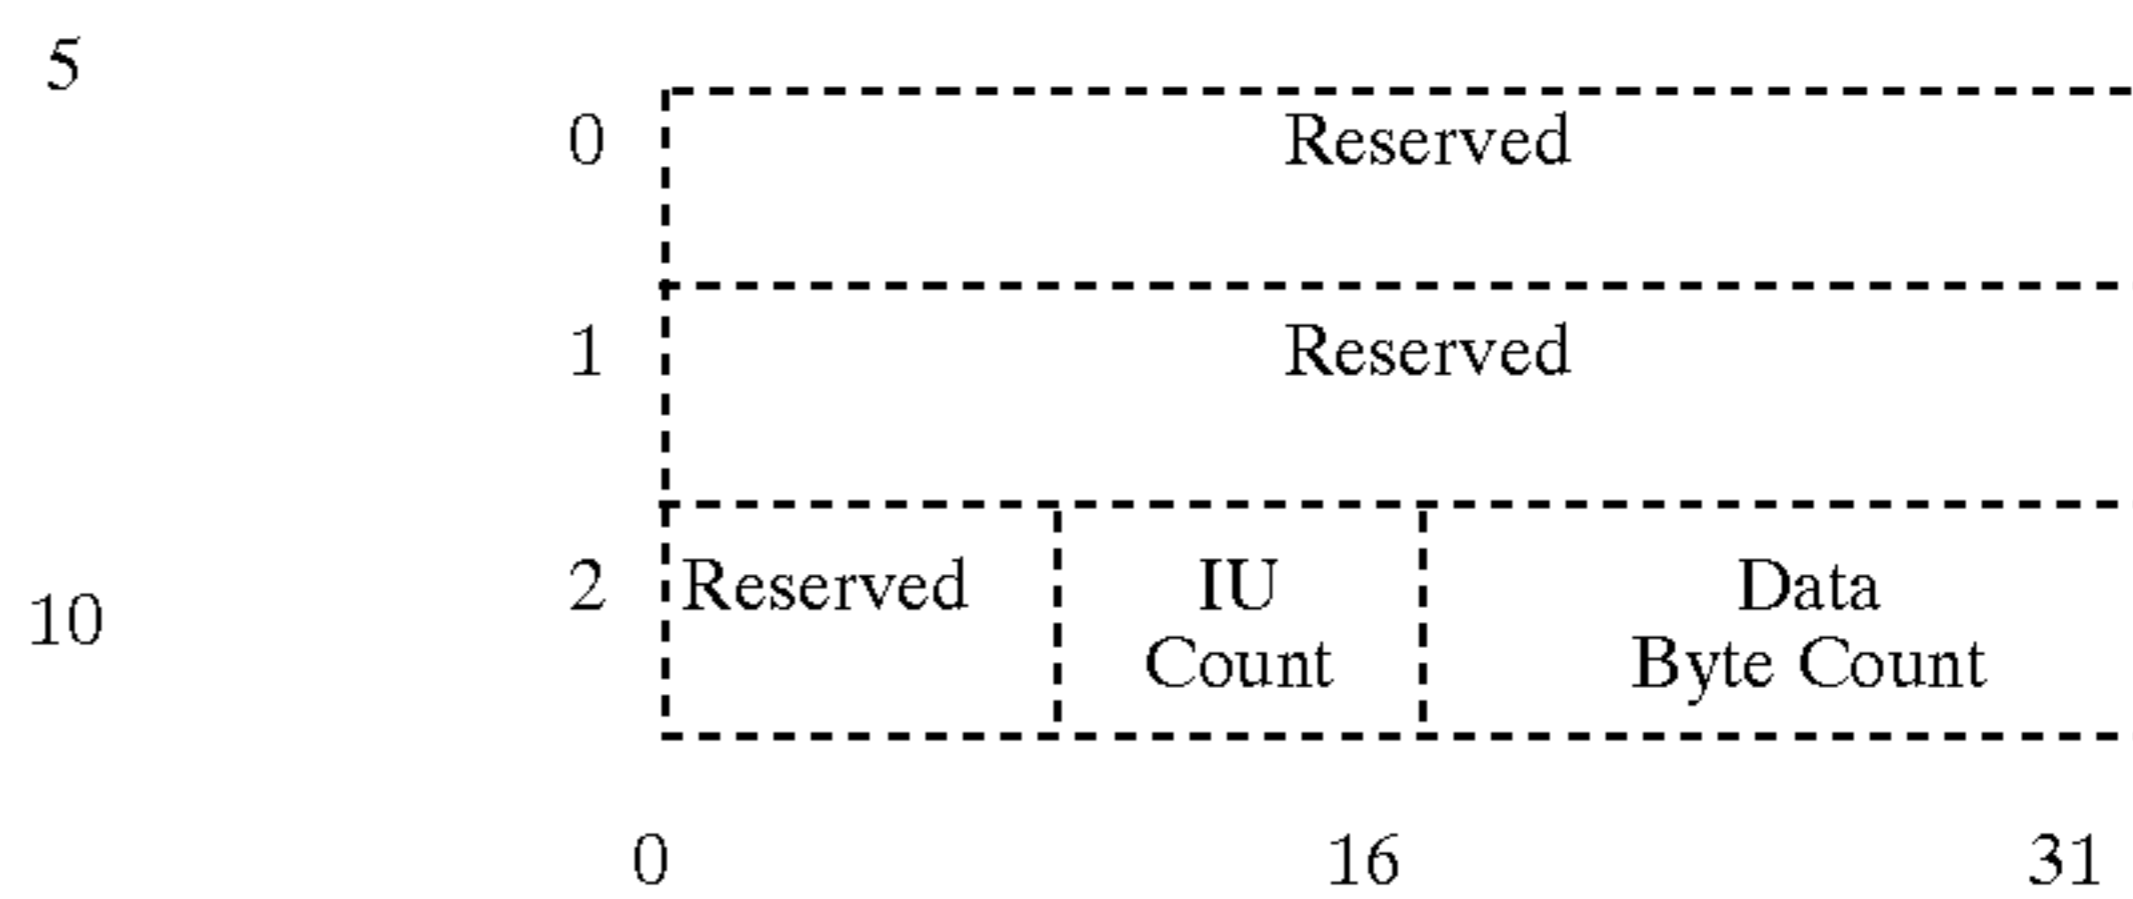 5
0 Reserved
1 Reserved
2 Reserved IU Data
10
Count Byte Count
0 16 31